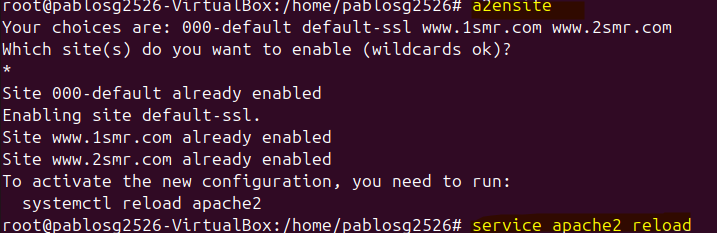 root@pablosg2526-VirtualBox:/home/pablosg2526# a2ensite
Your choices are: 000-default default-ssl www.1smr.com www.2smr.com
Which site(s) do you want to enable (wildcards ok)?
*
Site 000-default already enabled
Enabling site default-ssl.
Site www.1smr.com already enabled
Site www.2smr.com already enabled
To activate the new configuration, you need to run:
  systemctl reload apache2
root@pablosg2526-VirtualBox:/home/pablosg2526# service apache2 reload